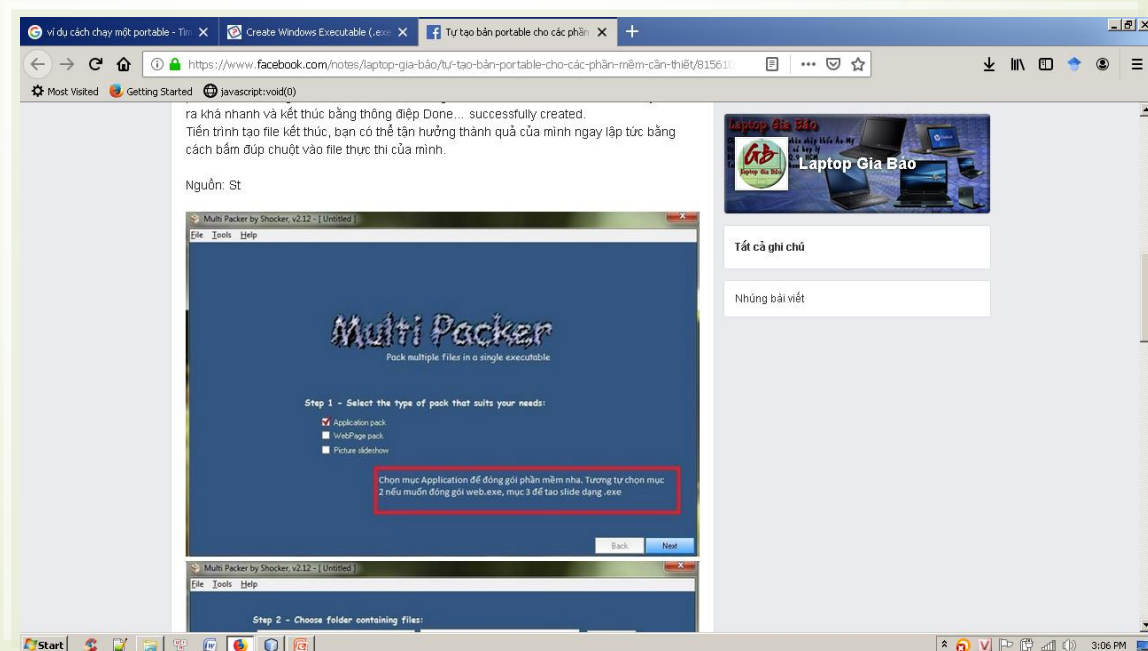 ví dụ cách chạy một portable - Tìm
Create Windows Executable (.exe
Tự tạo bản portable cho các phần
https://www.facebook.com/notes/laptop-gia-bảo/tự-tạo-bản-portable-cho-các-phần-mềm-cần-thiết/81561
Most Visited
Getting Started
javascript:void(0)
ra khá nhanh và kết thúc bằng thông điệp Done... successfully created.
Tiến trình tạo file kết thúc, bạn có thể tận hưởng thành quả của mình ngay lập tức bằng
cách bấm đúp chuột vào file thực thi của mình.
Nguồn: St
Multi Packer by Shocker, v2.12 - [ Untitled ]
File Tools Help
Multi Packer
Pack multiple files in a single executable
Step 1 - Select the type of pack that suits your needs:
Application pack
WebPage pack
Picture slideshow
Chọn mục Application để đóng gói phần mềm nha. Tương tự chọn mục
2 nếu muốn đóng gói web.exe, mục 3 để tao slide dạng .exe
Back
Next
Multi Packer by Shocker, v2.12 - [ Untitled ]
File Tools Help
Step 2 - Choose folder containing files:
Laptop Gia Bảo
GB
Laptop Gia Bảo
Tất cả ghi chú
Những bài viết
Start
3:06 PM